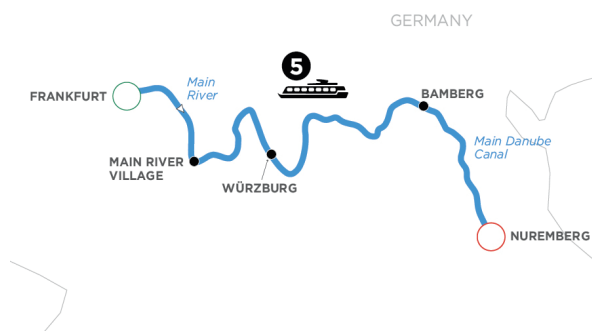 GERMANY
5
Main
River
FRANKFURT
BAMBERG
Main Danube
Canal
MAIN RIVER
VILLAGE
WÜRZBURG
NUREMBERG